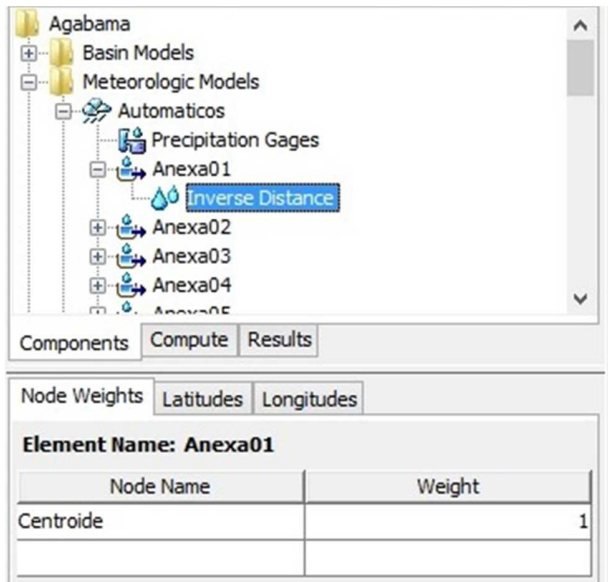 Agabama
Basin Models
Meteorologic Models
Automaticos
Precipitation Gages
Anexa01
Inverse Distance
Anexa02
Anexa03
Anexa04
Anexa05
Components Compute Results
Node Weights Latitudes Longitudes
Element Name: Anexa01
Node Name Weight
Centroide 1